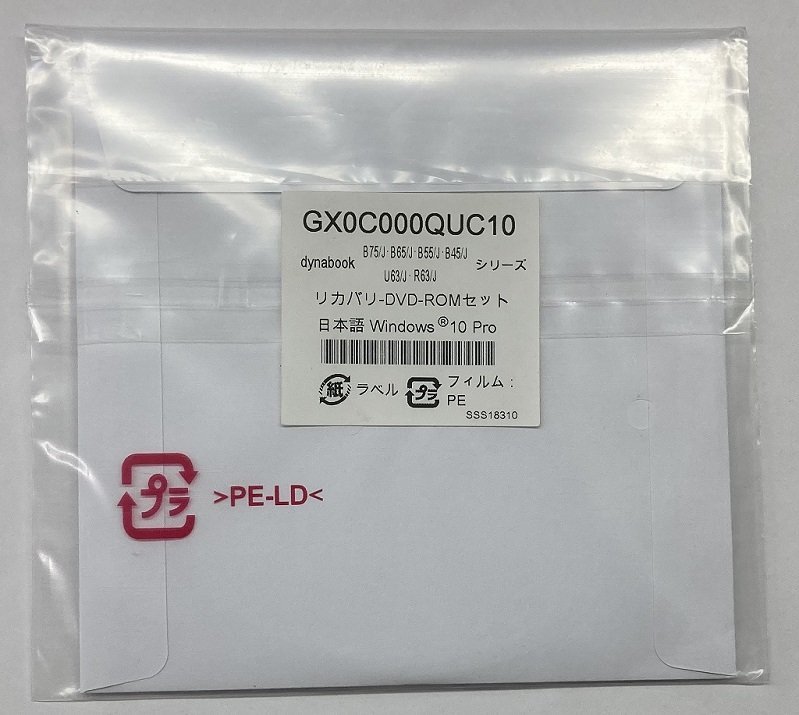 GX0C000QUC10
B75/J・B65/J・B55/J・B45/J
dynabook シリーズ
U63/J・R63/J
リカバリ-DVD-ROMセット
日本語 Windows®10 Pro
紙 ラベル プラ フィルム：
PE
SSS18310
プラ >PE-LD<